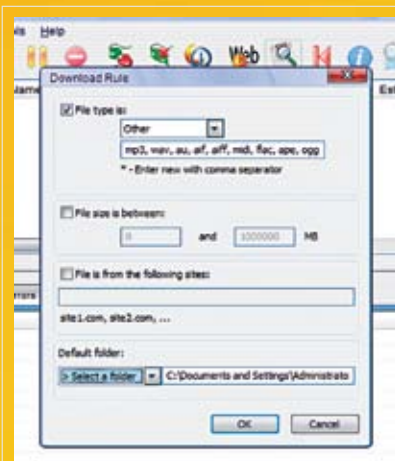 Help
Web
Download Rule
File type is:
Other
mp3, wav, au, aif, aiff, midi, flac, ape, ogg
* - Enter new with comma separator
File size is between:
0 and 1000000 MB
File is from the following sites:
site1.com, site2.com, ...
Default folder:
> Select a folder C:\Documents and Settings\Administrato
OK Cancel